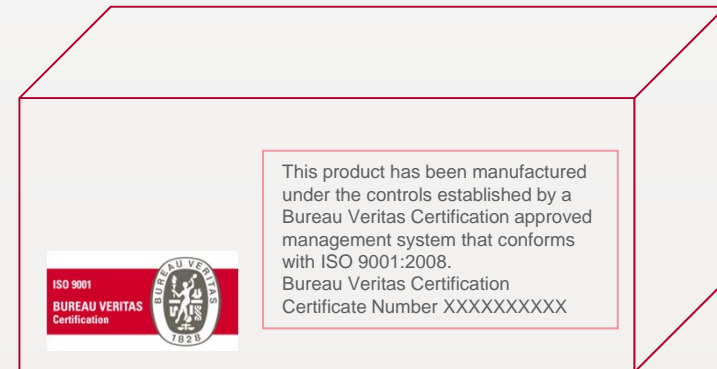 This product has been manufactured
under the controls established by a
Bureau Veritas Certification approved
management system that conforms
with ISO 9001:2008.
Bureau Veritas Certification
Certificate Number XXXXXXXXXX
ISO 9001
BUREAU VERITAS
Certification
BUREAU VERITAS
1828